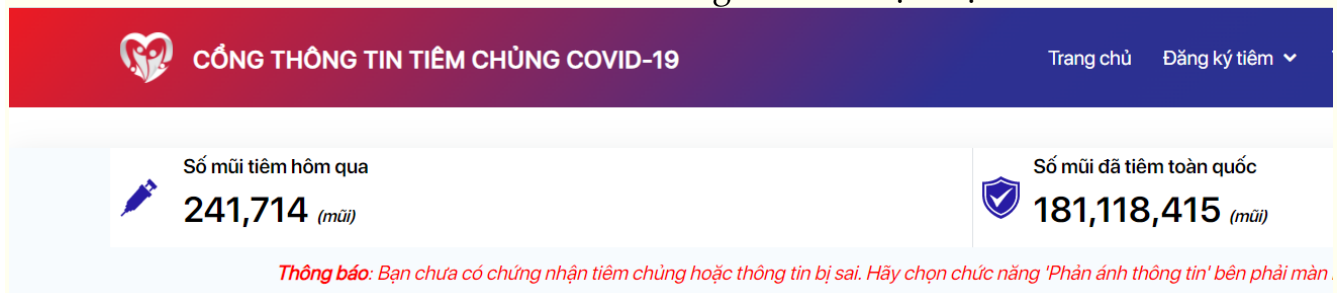 CỔNG THÔNG TIN TIÊM CHỦNG COVID-19
Trang chủ Đăng ký tiêm
Số mũi tiêm hôm qua
241,714 (mũi)
Số mũi đã tiêm toàn quốc
181,118,415 (mũi)
Thông báo: Bạn chưa có chứng nhận tiêm chủng hoặc thông tin bị sai. Hãy chọn chức năng 'Phản ánh thông tin' bên phải màn